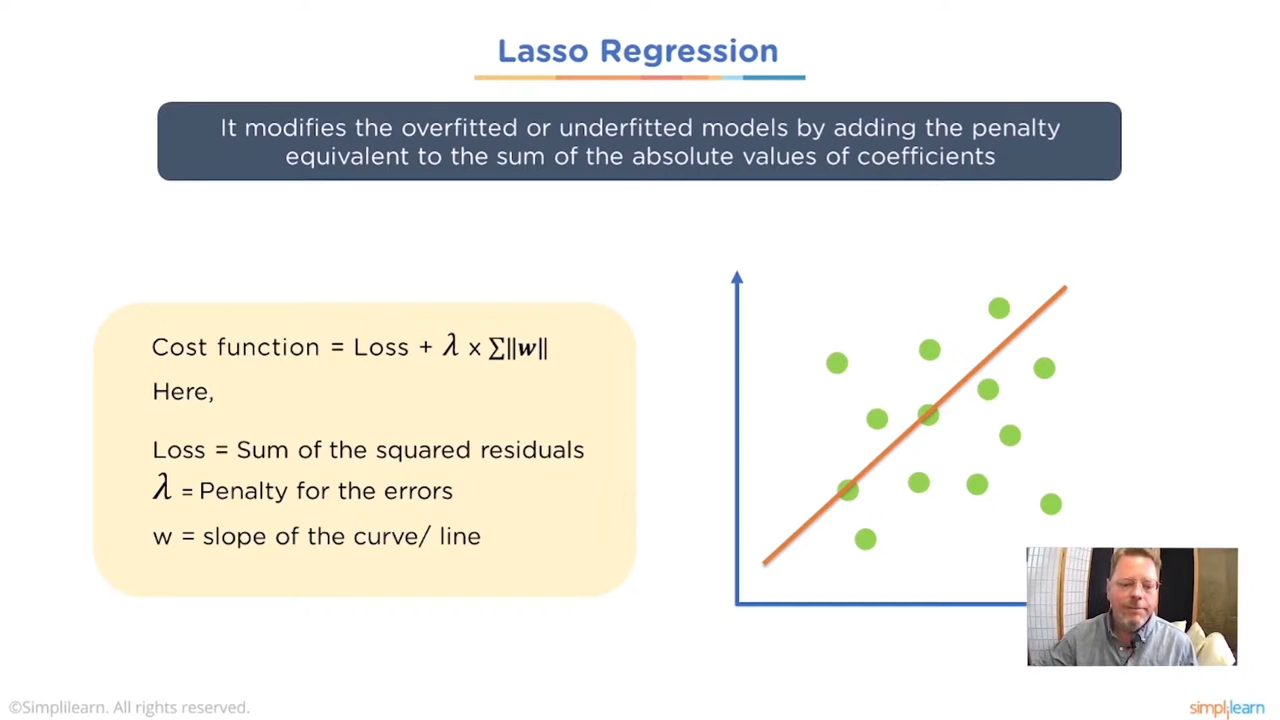 Lasso Regression
It modifies the overfitted or underfitted models by adding the penalty
equivalent to the sum of the absolute values of coefficients
Cost function = Loss + λ x ∑||w||
Here,
Loss = Sum of the squared residuals
λ = Penalty for the errors
w = slope of the curve/ line
©Simplilearn. All rights reserved.
simplilearn